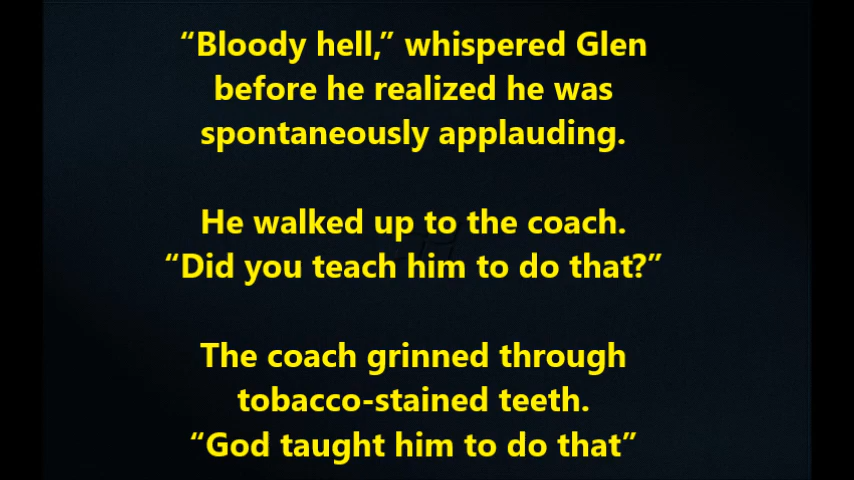 “Bloody hell,” whispered Glen
before he realized he was
spontaneously applauding.
He walked up to the coach.
“Did you teach him to do that?”
The coach grinned through
tobacco-stained teeth.
“God taught him to do that”